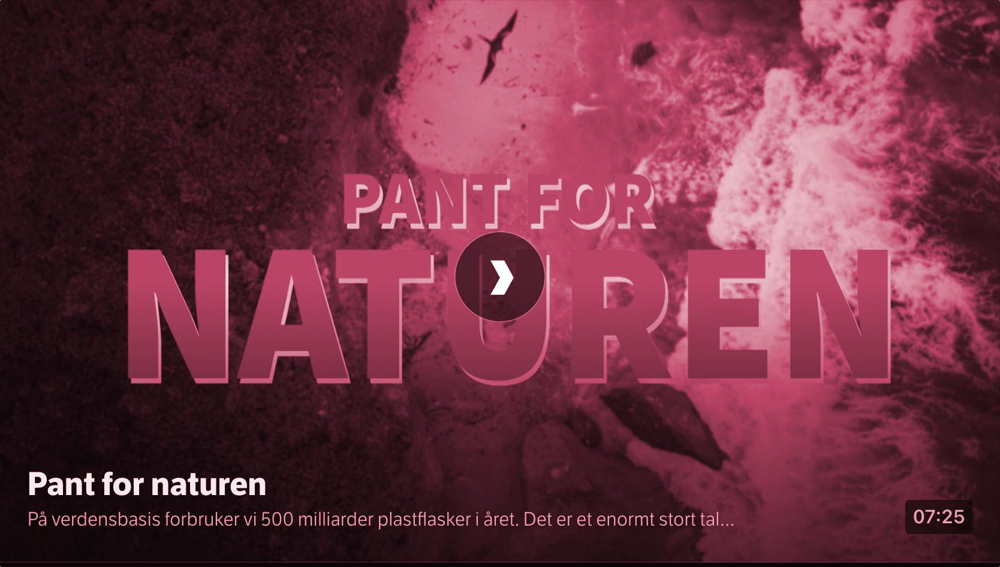 PANT FOR
NATUREN
Pant for naturen
På verdensbasis forbruker vi 500 milliarder plastflasker i året. Det er et enormt stort tal...
07:25